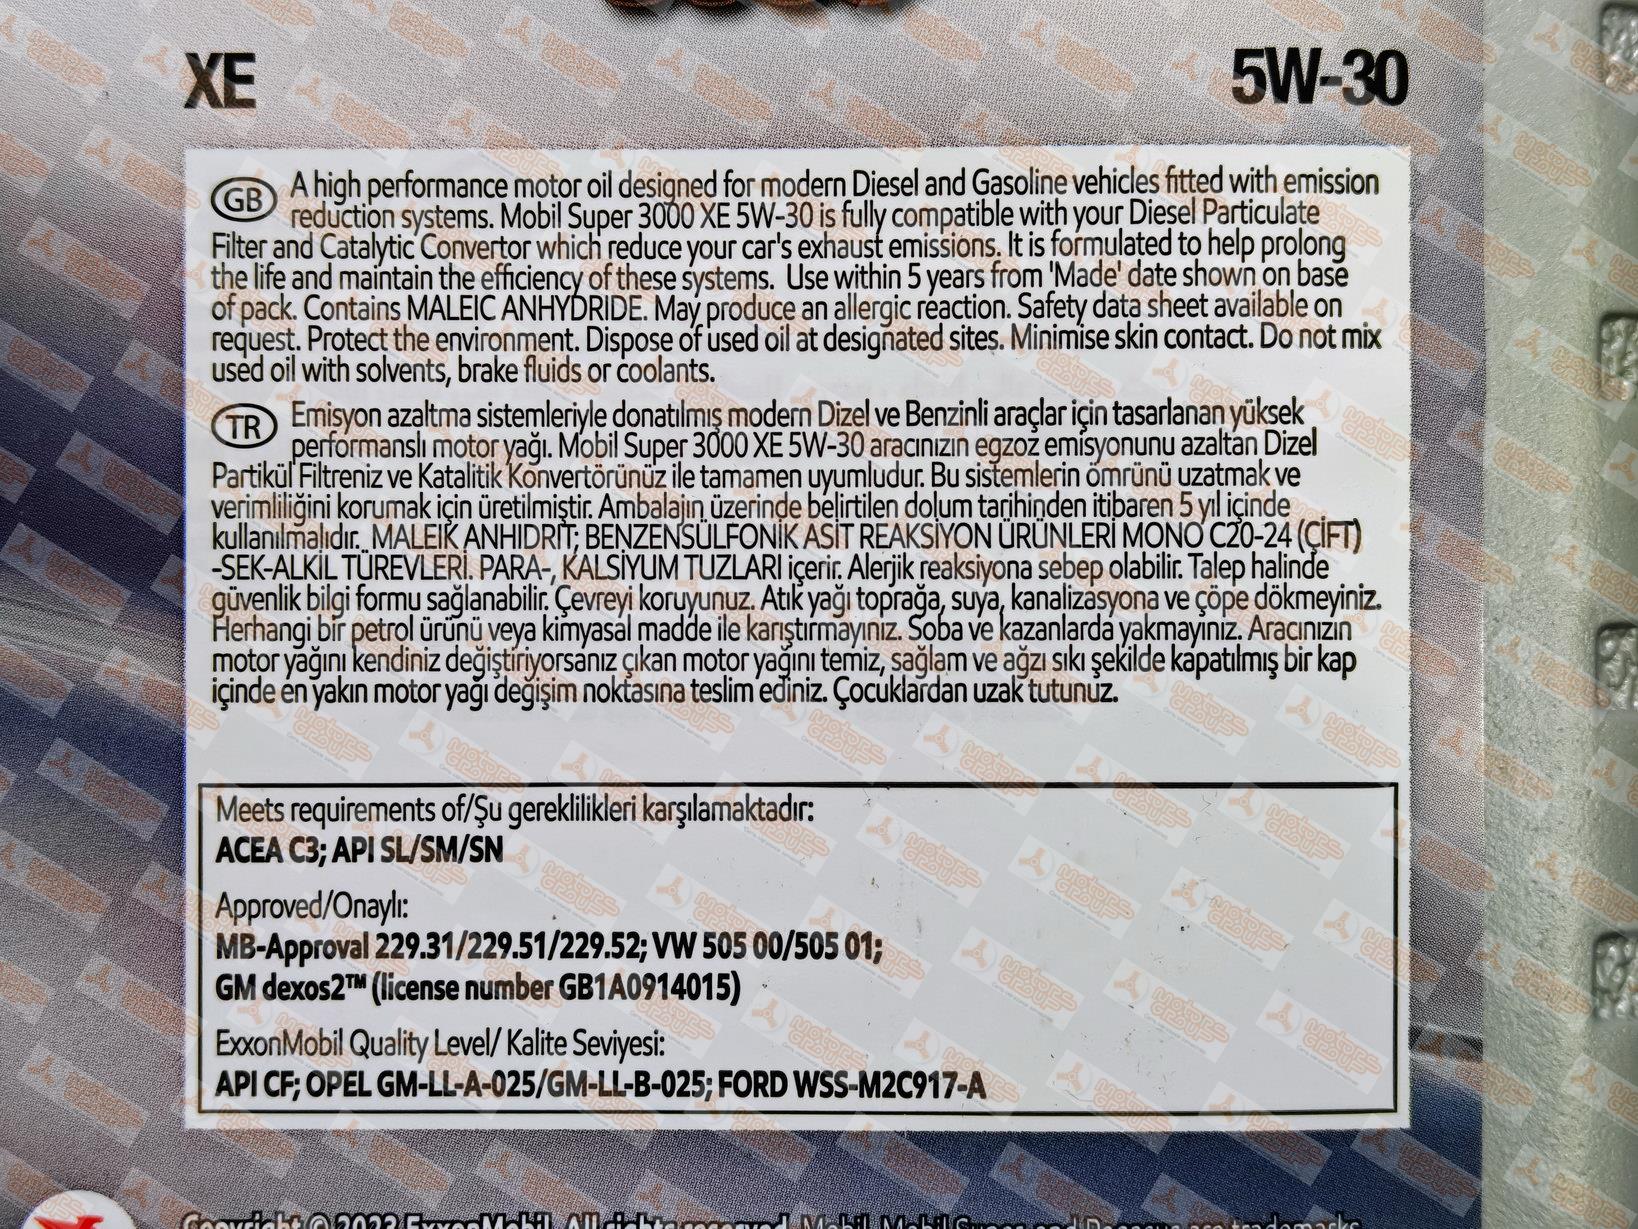 XE
5W-30
GB A high performance motor oil designed for modern Diesel and Gasoline vehicles fitted with emission
reduction systems. Mobil Super 3000 XE 5W-30 is fully compatible with your Diesel Particulate
Filter and Catalytic Convertor which reduce your car's exhaust emissions. It is formulated to help prolong
the life and maintain the efficiency of these systems. Use within 5 years from 'Made' date shown on base
of pack. Contains MALEIC ANHYDRIDE. May produce an allergic reaction. Safety data sheet available on
request. Protect the environment. Dispose of used oil at designated sites. Minimise skin contact. Do not mix
used oil with solvents, brake fluids or coolants.
TR Emisyon azaltma sistemleriyle donatılmış modern Dizel ve Benzinli araçlar için tasarlanan yüksek
performanslı motor yağı. Mobil Super 3000 XE 5W-30 aracınızın egzoz emisyonunu azaltan Dizel
Partikül Filtreniz ve Katalitik Konvertörünüz ile tamamen uyumludur. Bu sistemlerin ömrünü uzatmak ve
verimliliğini korumak için üretilmiştir. Ambalajın üzerinde belirtilen dolum tarihinden itibaren 5 yıl içinde
kullanılmalıdır. MALEİK ANHİDRİT; BENZENSÜLFONİK ASİT REAKSİYON ÜRÜNLERİ MONO C20-24 (ÇİFT)
-SEK-ALKİL TÜREVLERİ. PARA-, KALSİYUM TUZLARI içerir. Alerjik reaksiyona sebep olabilir. Talep halinde
güvenlik bilgi formu sağlanabilir. Çevreyi koruyunuz. Atık yağı toprağa, suya, kanalizasyona ve çöpe dökmeyiniz.
Herhangi bir petrol ürünü veya kimyasal madde ile karıştırmayınız. Soba ve kazanlarda yakmayınız. Aracınızın
motor yağını kendiniz değiştiriyorsanız çıkan motor yağını temiz, sağlam ve ağzı sıkı şekilde kapatılmış bir kap
içinde en yakın motor yağı değişim noktasına teslim ediniz. Çocuklardan uzak tutunuz.
Meets requirements of/Şu gereklilikleri karşılamaktadır:
ACEA C3; API SL/SM/SN
Approved/Onaylı:
MB-Approval 229.31/229.51/229.52; VW 505 00/505 01;
GM dexos2™ (license number GB1A0914015)
ExxonMobil Quality Level/ Kalite Seviyesi:
API CF; OPEL GM-LL-A-025/GM-LL-B-025; FORD WSS-M2C917-A
Copyright © 2023 ExxonMobil. All rights reserved. Mobil, Mobil Super and Pegasus are trademarks